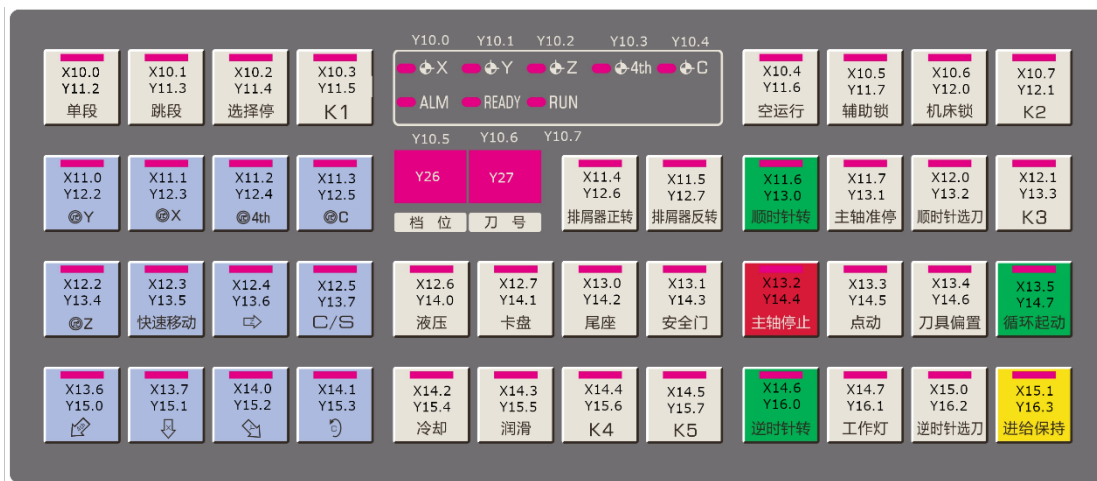 Y10.0 Y10.1 Y10.2 Y10.3 Y10.4
X10.0 X10.1 X10.2 X10.3 X Y Z 4th C X10.4 X10.5 X10.6 X10.7
Y11.2 Y11.3 Y11.4 Y11.5 Y11.6 Y11.7 Y12.0 Y12.1
单段 跳段 选择停 K1 ALM READY RUN 空运行 辅助锁 机床锁 K2
Y10.5 Y10.6 Y10.7
X11.0 X11.1 X11.2 X11.3 Y26 Y27 X11.4 X11.5 X11.6 X11.7 X12.0 X12.1
Y12.2 Y12.3 Y12.4 Y12.5 Y12.6 Y12.7 Y13.0 Y13.1 Y13.2 Y13.3
@Y @X @4th @C 档 位 刀 号 排屑器正转 排屑器反转 顺时针转 主轴准停 顺时针选刀 K3
X12.2 X12.3 X12.4 X12.5 X12.6 X12.7 X13.0 X13.1 X13.2 X13.3 X13.4 X13.5
Y13.4 Y13.5 Y13.6 Y13.7 Y14.0 Y14.1 Y14.2 Y14.3 Y14.4 Y14.5 Y14.6 Y14.7
@Z 快速移动 C/S 液压 卡盘 尾座 安全门 主轴停止 点动 刀具偏置 循环起动
X13.6 X13.7 X14.0 X14.1 X14.2 X14.3 X14.4 X14.5 X14.6 X14.7 X15.0 X15.1
Y15.0 Y15.1 Y15.2 Y15.3 Y15.4 Y15.5 Y15.6 Y15.7 Y16.0 Y16.1 Y16.2 Y16.3
冷却 润滑 K4 K5 逆时针转 工作灯 逆时针选刀 进给保持